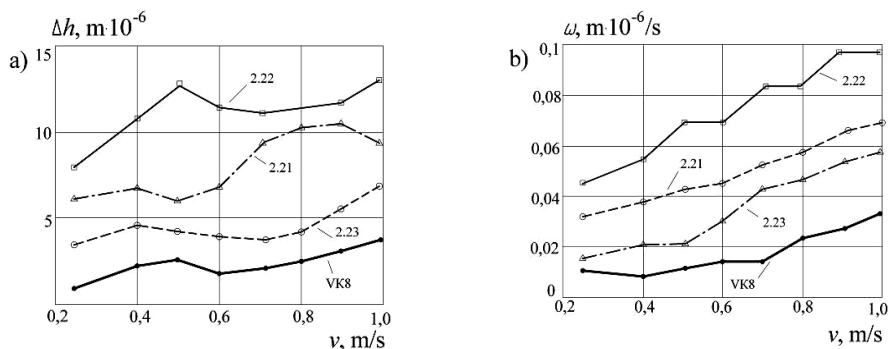 Δh, m·10⁻⁶
a)
15
10
5
2.22
2.21
2.23
VK8
0,2 0,4 0,6 0,8 1,0
v, m/s
ω, m·10⁻⁶/s
b)
0,1
0,08
0,06
0,04
0,02
0
2.22
2.21
2.23
VK8
0,2 0,4 0,6 0,8 1,0
v, m/s